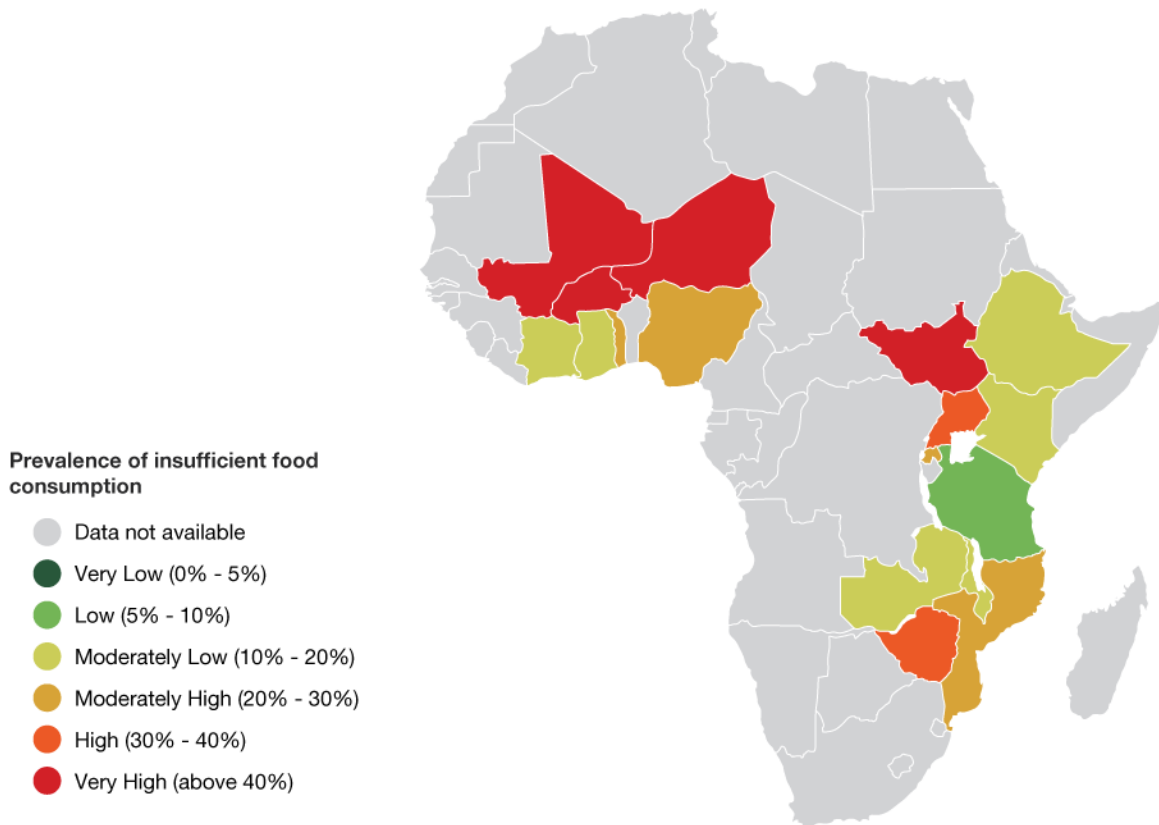 Prevalence of insufficient food
consumption
Data not available
Very Low (0% - 5%)
Low (5% - 10%)
Moderately Low (10% - 20%)
Moderately High (20% - 30%)
High (30% - 40%)
Very High (above 40%)